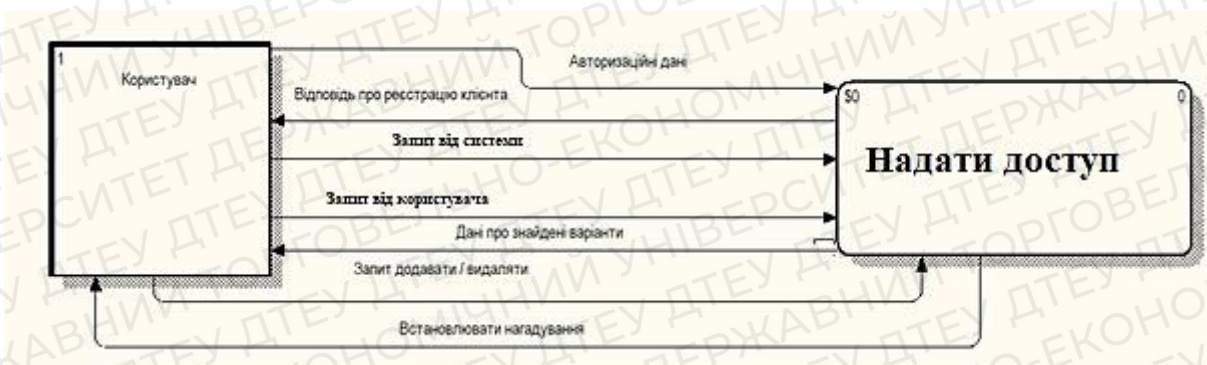 1
Користувач
Авторизаційні дані
Відповідь про реєстрацію клієнта
$0
0
Запит від системи
Надати доступ
Запит від користувача
Дані про знайдені варіанти
Запит додавати / видаляти
Встановлювати нагадування